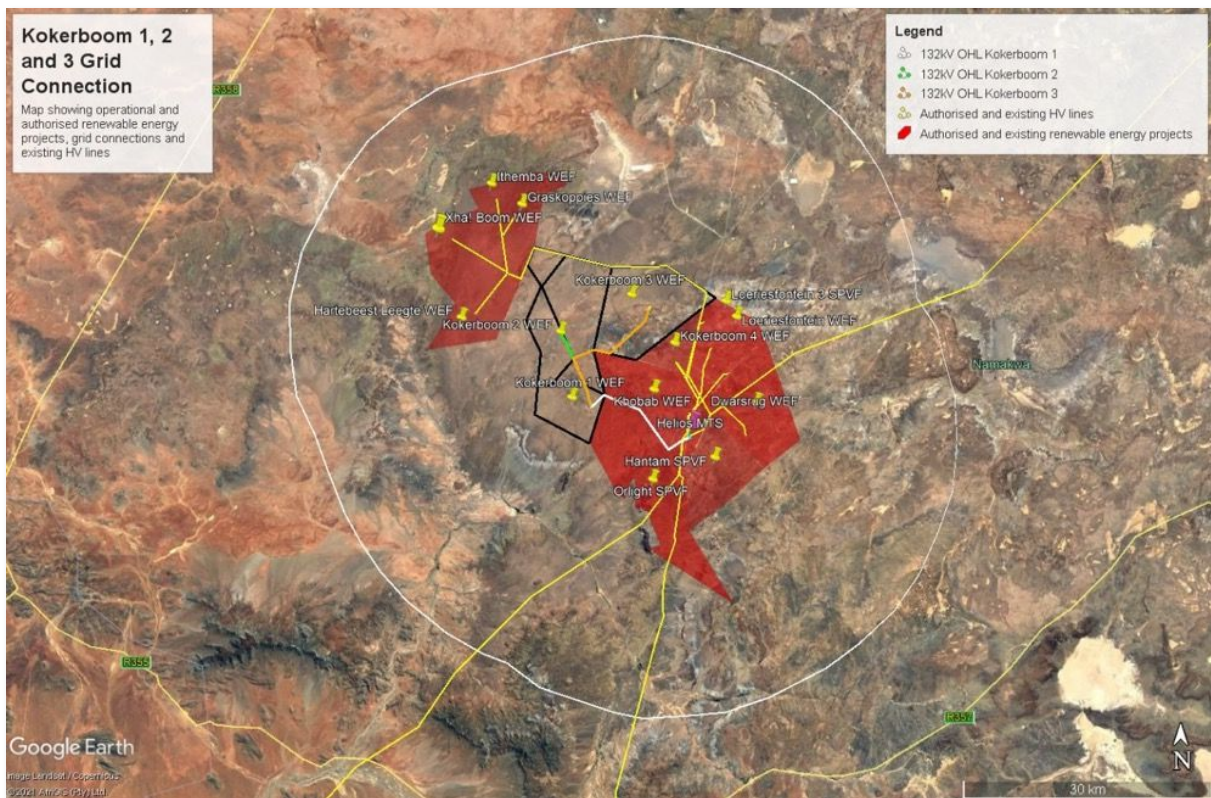 Kokerboom 1, 2
and 3 Grid
Connection
Map showing operational and
authorised renewable energy
projects, grid connections and
existing HV lines
Legend
132kV OHL Kokerboom 1
132kV OHL Kokerboom 2
132kV OHL Kokerboom 3
Authorised and existing HV lines
Authorised and existing renewable energy projects
R358
Ithemba WEF
Graskoppies WEF
Xha! Boom WEF
Kokerboom 3 WEF
Loeriesfontein 3 SPVF
Hartebeest Leegte WEF
Loeriesfontein WEF
Kokerboom 2 WEF
Kokerboom 4 WEF
Namakwa
Kokerboom 1 WEF
Khobab WEF
Dwarsrug WEF
Helios MTS
Hantam SPVF
Orlight SPVF
R355
R357
Google Earth
N
Image Landsat / Copernicus
©2021 AfriGIS (Pty) Ltd.
30 km